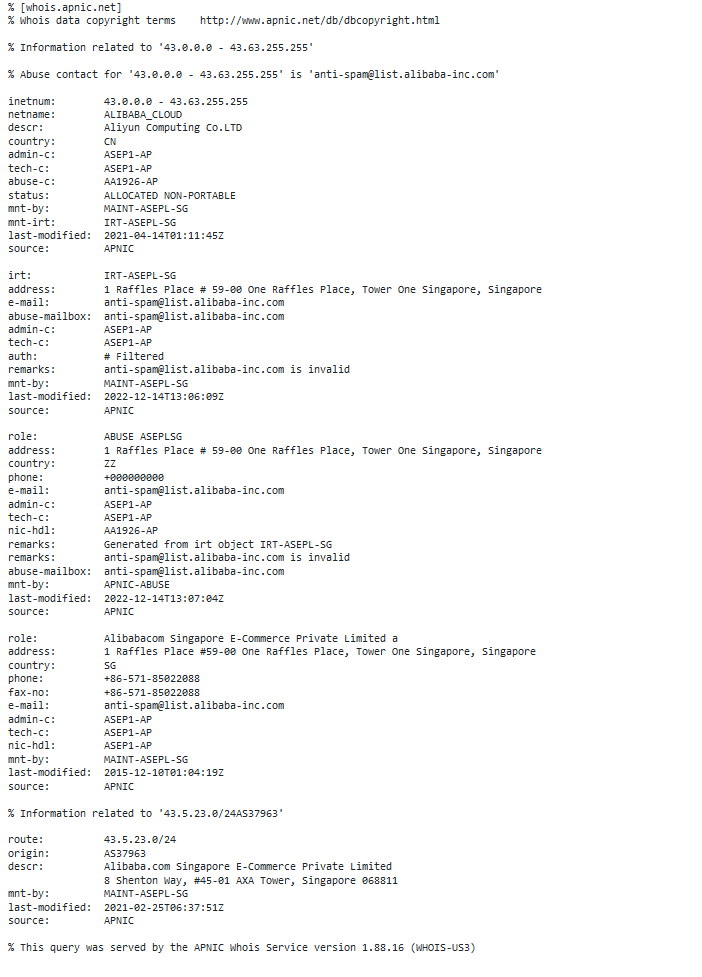 % [whois.apnic.net]
% Whois data copyright terms    http://www.apnic.net/db/dbcopyright.html

% Information related to '43.0.0.0 - 43.63.255.255'

% Abuse contact for '43.0.0.0 - 43.63.255.255' is 'anti-spam@list.alibaba-inc.com'

inetnum:        43.0.0.0 - 43.63.255.255
netname:        ALIBABA_CLOUD
descr:          Aliyun Computing Co.LTD
country:        CN
admin-c:        ASEP1-AP
tech-c:         ASEP1-AP
abuse-c:        AA1926-AP
status:         ALLOCATED NON-PORTABLE
mnt-by:         MAINT-ASEPL-SG
mnt-irt:        IRT-ASEPL-SG
last-modified:  2021-04-14T01:11:45Z
source:         APNIC

irt:            IRT-ASEPL-SG
address:        1 Raffles Place # 59-00 One Raffles Place, Tower One Singapore, Singapore
e-mail:         anti-spam@list.alibaba-inc.com
abuse-mailbox:  anti-spam@list.alibaba-inc.com
admin-c:        ASEP1-AP
tech-c:         ASEP1-AP
auth:           # Filtered
remarks:        anti-spam@list.alibaba-inc.com is invalid
mnt-by:         MAINT-ASEPL-SG
last-modified:  2022-12-14T13:06:09Z
source:         APNIC

role:           ABUSE ASEPLSG
address:        1 Raffles Place # 59-00 One Raffles Place, Tower One Singapore, Singapore
country:        ZZ
phone:          +000000000
e-mail:         anti-spam@list.alibaba-inc.com
admin-c:        ASEP1-AP
tech-c:         ASEP1-AP
nic-hdl:        AA1926-AP
remarks:        Generated from irt object IRT-ASEPL-SG
remarks:        anti-spam@list.alibaba-inc.com is invalid
abuse-mailbox:  anti-spam@list.alibaba-inc.com
mnt-by:         APNIC-ABUSE
last-modified:  2022-12-14T13:07:04Z
source:         APNIC

role:           Alibabacom Singapore E-Commerce Private Limited a
address:        1 Raffles Place #59-00 One Raffles Place, Tower One Singapore, Singapore
country:        SG
phone:          +86-571-85022088
fax-no:         +86-571-85022088
e-mail:         anti-spam@list.alibaba-inc.com
admin-c:        ASEP1-AP
tech-c:         ASEP1-AP
nic-hdl:        ASEP1-AP
mnt-by:         MAINT-ASEPL-SG
last-modified:  2015-12-10T01:04:19Z
source:         APNIC

% Information related to '43.5.23.0/24AS37963'

route:          43.5.23.0/24
origin:         AS37963
descr:          Alibaba.com Singapore E-Commerce Private Limited
                8 Shenton Way, #45-01 AXA Tower, Singapore 068811
mnt-by:         MAINT-ASEPL-SG
last-modified:  2021-02-25T06:37:51Z
source:         APNIC

% This query was served by the APNIC Whois Service version 1.88.16 (WHOIS-US3)